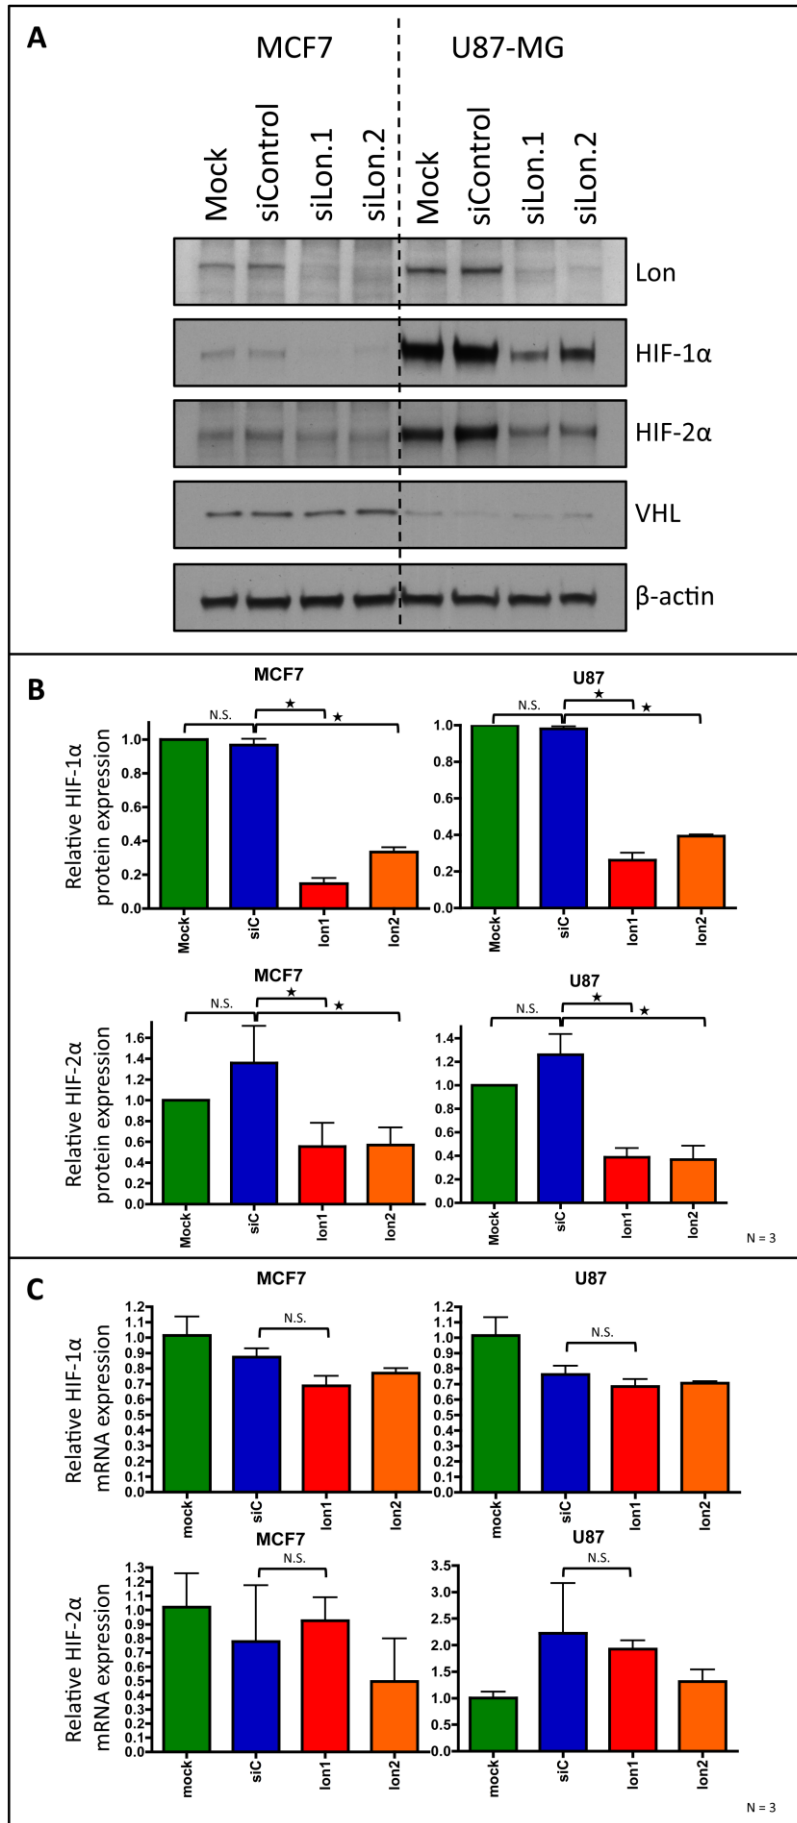 A
MCF7
U87-MG
Mock
siControl
siLon.1
siLon.2
Mock
siControl
siLon.1
siLon.2
Lon
HIF-1α
HIF-2α
VHL
β-actin
B
Relative HIF-1α
protein expression
MCF7
N.S.
★
★
1.0
0.8
0.6
0.4
0.2
0.0
Mock
siC
lon1
lon2
U87
N.S.
★
★
1.0
0.8
0.6
0.4
0.2
0.0
Mock
siC
lon1
lon2
Relative HIF-2α
protein expression
MCF7
N.S.
★
★
1.6
1.4
1.2
1.0
0.8
0.6
0.4
0.2
0.0
Mock
siC
lon1
lon2
U87
N.S.
★
★
1.4
1.2
1.0
0.8
0.6
0.4
0.2
0.0
Mock
siC
lon1
lon2
N = 3
C
Relative HIF-1α
mRNA expression
MCF7
N.S.
1.2
1.1
1.0
0.9
0.8
0.7
0.6
0.5
0.4
0.3
0.2
0.1
0.0
mock
siC
lon1
lon2
U87
N.S.
1.2
1.1
1.0
0.9
0.8
0.7
0.6
0.5
0.4
0.3
0.2
0.1
0.0
mock
siC
lon1
lon2
Relative HIF-2α
mRNA expression
MCF7
N.S.
1.3
1.2
1.1
1.0
0.9
0.8
0.7
0.6
0.5
0.4
0.3
0.2
0.1
0.0
mock
siC
lon1
lon2
U87
N.S.
3.5
3.0
2.5
2.0
1.5
1.0
0.5
0.0
mock
siC
lon1
lon2
N = 3